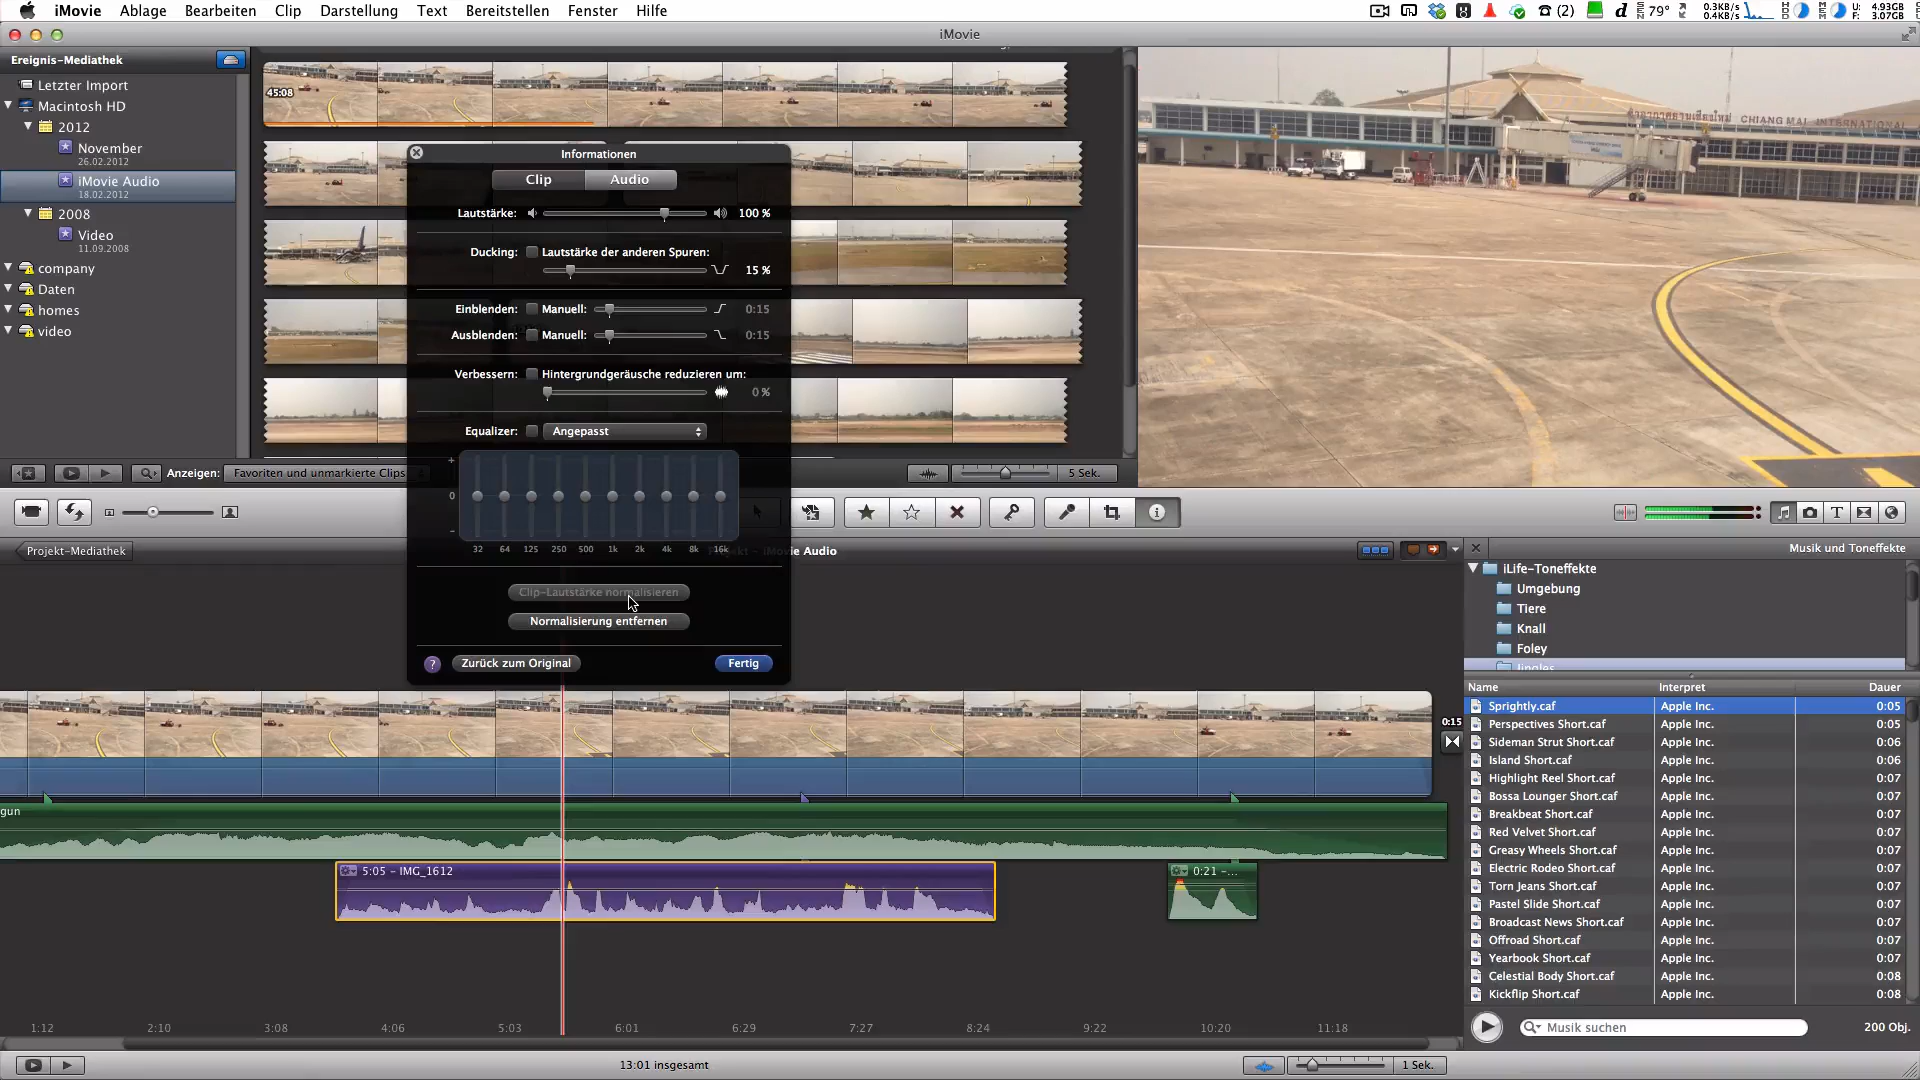 iMovie Ablage Bearbeiten Clip Darstellung Text Bereitstellen Fenster Hilfe
(2) 79° 0.3KB/s 0.4KB/s U: 4.93GB F: 3.07GB
iMovie
Ereignis-Mediathek
Letzter Import
Macintosh HD
2012
November
26.02.2012
iMovie Audio
18.02.2012
2008
Video
11.09.2008
company
Daten
homes
video
45:08
CHIANG MAI INTERNATIONAL
Informationen
Clip Audio
Lautstärke: 100 %
Ducking: Lautstärke der anderen Spuren:
15 %
Einblenden: Manuell: 0:15
Ausblenden: Manuell: 0:15
Verbessern: Hintergrundgeräusche reduzieren um:
0 %
Equalizer: Angepasst
+
0
−
32 64 125 250 500 1k 2k 4k 8k 16k
Clip-Lautstärke normalisieren
Normalisierung entfernen
? Zurück zum Original Fertig
Anzeigen: Favoriten und unmarkierte Clips
5 Sek.
Projekt-Mediathek
iMovie Audio
Musik und Toneffekte
iLife-Toneffekte
Umgebung
Tiere
Knall
Foley
Jingles
Name Interpret Dauer
Sprightly.caf Apple Inc. 0:05
Perspectives Short.caf Apple Inc. 0:05
Sideman Strut Short.caf Apple Inc. 0:06
Island Short.caf Apple Inc. 0:06
Highlight Reel Short.caf Apple Inc. 0:07
Bossa Lounger Short.caf Apple Inc. 0:07
Breakbeat Short.caf Apple Inc. 0:07
Red Velvet Short.caf Apple Inc. 0:07
Greasy Wheels Short.caf Apple Inc. 0:07
Electric Rodeo Short.caf Apple Inc. 0:07
Torn Jeans Short.caf Apple Inc. 0:07
Pastel Slide Short.caf Apple Inc. 0:07
Broadcast News Short.caf Apple Inc. 0:07
Offroad Short.caf Apple Inc. 0:07
Yearbook Short.caf Apple Inc. 0:07
Celestial Body Short.caf Apple Inc. 0:08
Kickflip Short.caf Apple Inc. 0:08
Musik suchen
200 Obj.
0:15
gun
5:05 – IMG_1612
0:21 –...
1:12 2:10 3:08 4:06 5:03 6:01 6:29 7:27 8:24 9:22 10:20 11:18
13:01 insgesamt
1 Sek.